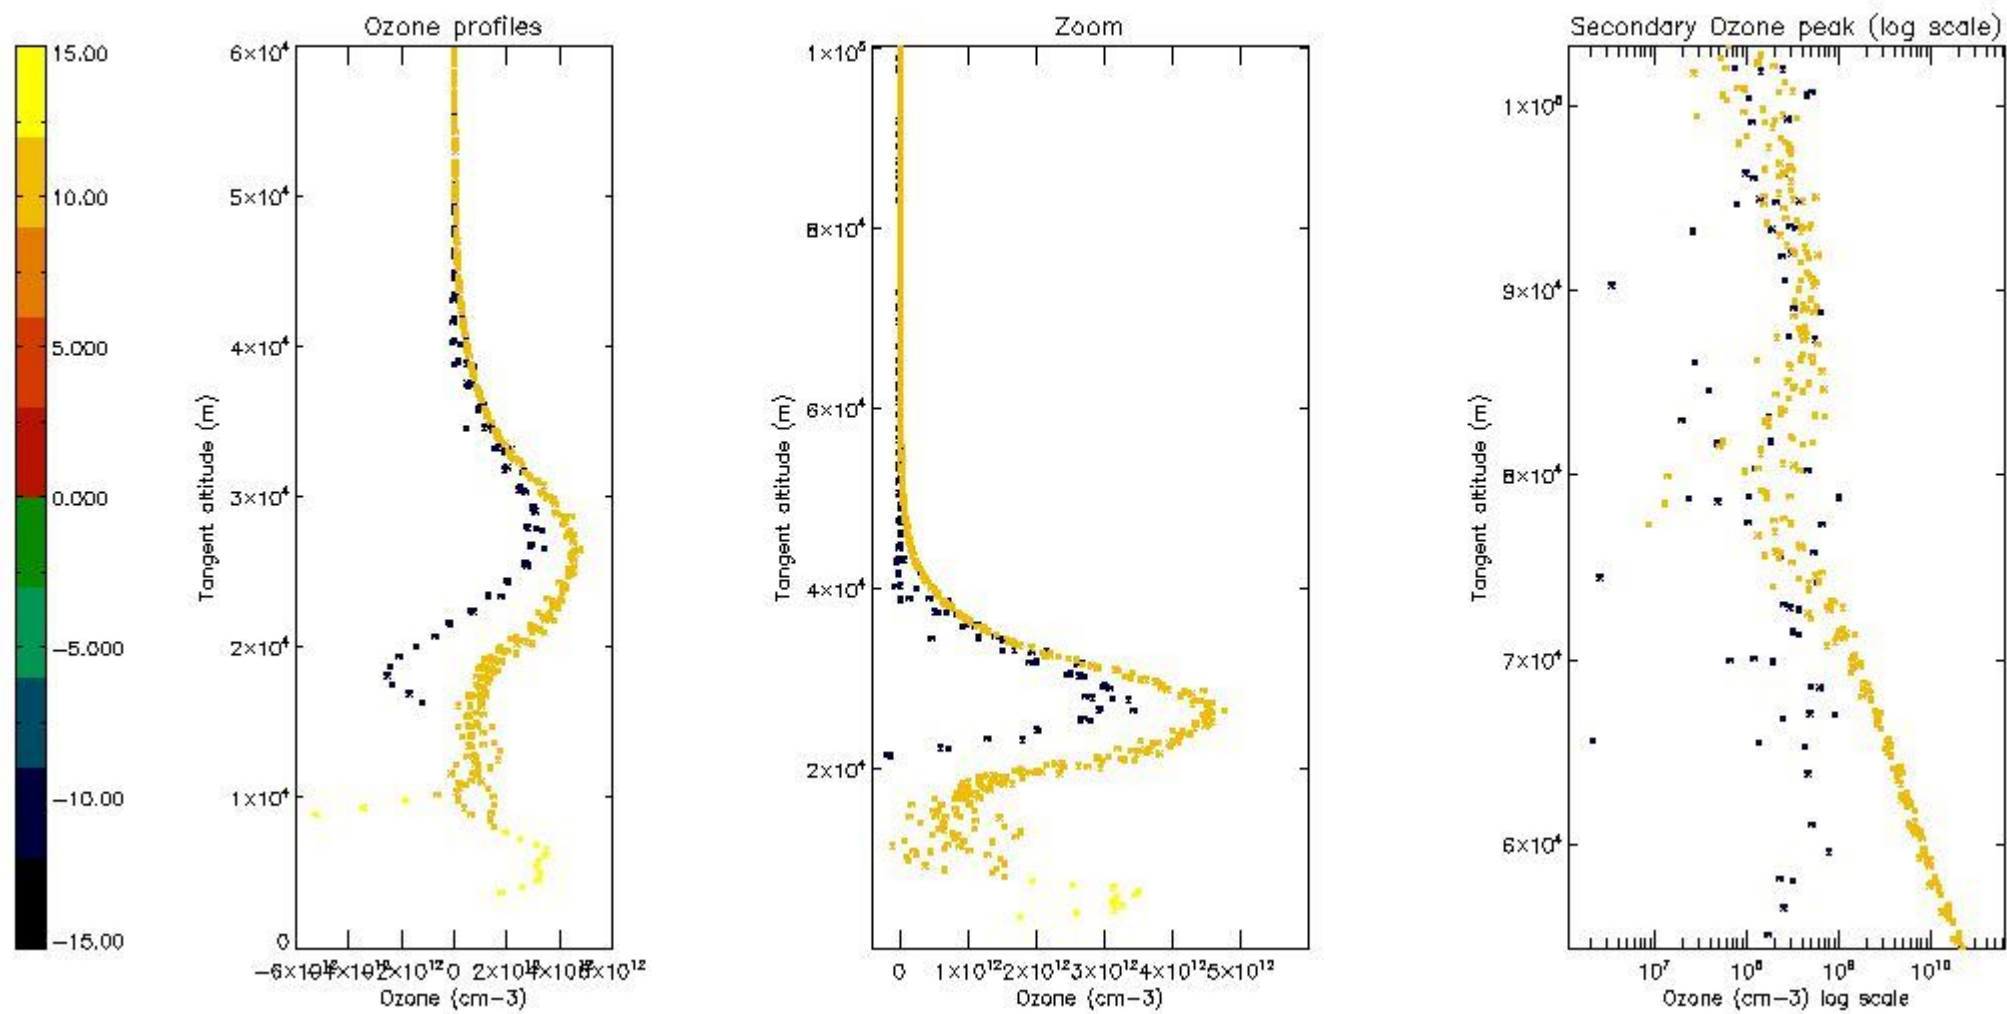 Ozone profiles
Zoom
Secondary Ozone peak (log scale)
15.00
10.00
5.000
0.000
−5.000
−10.00
−15.00
6×10⁴
5×10⁴
4×10⁴
3×10⁴
2×10⁴
1×10⁴
0
Tangent altitude (m)
0
Ozone (cm−3)
1×10⁵
8×10⁴
6×10⁴
4×10⁴
2×10⁴
Tangent altitude (m)
0 1×10¹² 2×10¹² 3×10¹² 4×10¹² 5×10¹²
Ozone (cm−3)
9×10⁴
8×10⁴
7×10⁴
6×10⁴
Tangent altitude (m)
10⁷ 10⁸ 10⁹ 10¹⁰
Ozone (cm−3) log scale